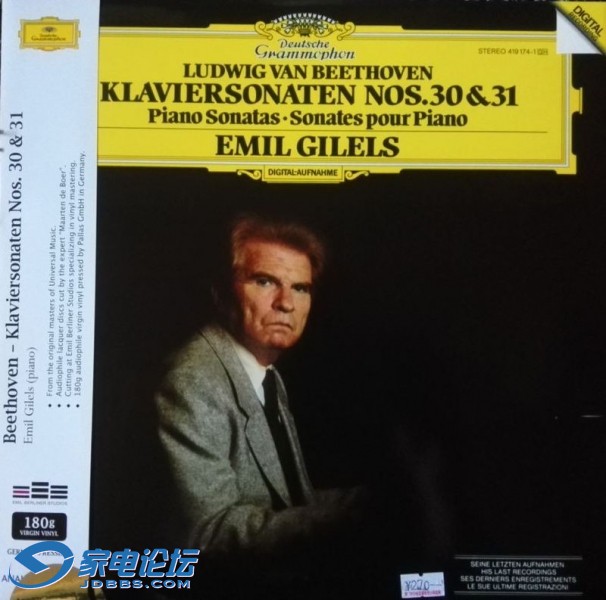 Deutsche
Grammophon
STEREO 419 174-1
DIGITAL
LUDWIG VAN BEETHOVEN
KLAVIERSONATEN NOS. 30 & 31
Piano Sonatas · Sonates pour Piano
EMIL GILELS
DIGITAL-AUFNAHME
Beethoven – Klaviersonaten Nos. 30 & 31
Emil Gilels (piano)
• From the original masters of Universal Music.
• Audiophile lacquer discs cut by the expert "Maarten de Boer".
• Cutting at Emil Berliner Studios specializing in vinyl mastering.
• 180g audiophile virgin vinyl pressed by Pallas GmbH in Germany.
EMIL BERLINER STUDIOS
180g
VIRGIN VINYL
家电论坛
JDBBS.COM
¥220
SEINE LETZTEN AUFNAHMEN
HIS LAST RECORDINGS
SES DERNIERS ENREGISTREMENTS
LE SUE ULTIME REGISTRAZIONI